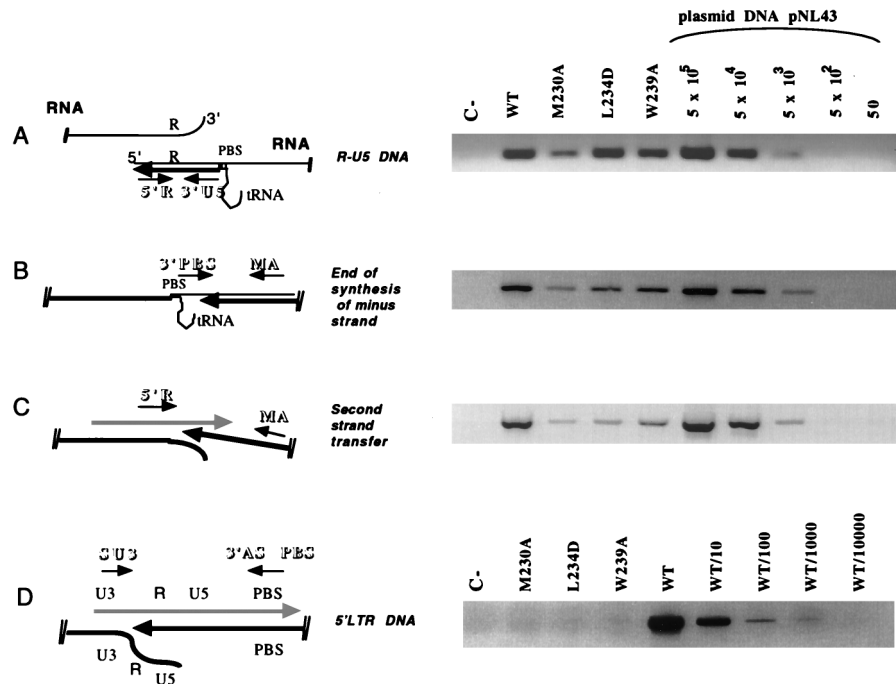 plasmid DNA pNL43
C-
WT
M230A
L234D
W239A
5 x 10^5
5 x 10^4
5 x 10^3
5 x 10^2
50
A
RNA
R
3'
5'
R
PBS
RNA
5'R
3'U5
tRNA
R-U5 DNA
B
3'PBS
MA
PBS
tRNA
End of
synthesis
of minus
strand
C
5'R
MA
Second
strand
transfer
C-
M230A
L234D
W239A
WT
WT/10
WT/100
WT/1000
WT/10000
D
SU3
3'AS PBS
U3
R
U5
PBS
5'LTR DNA
U3
R
U5
PBS